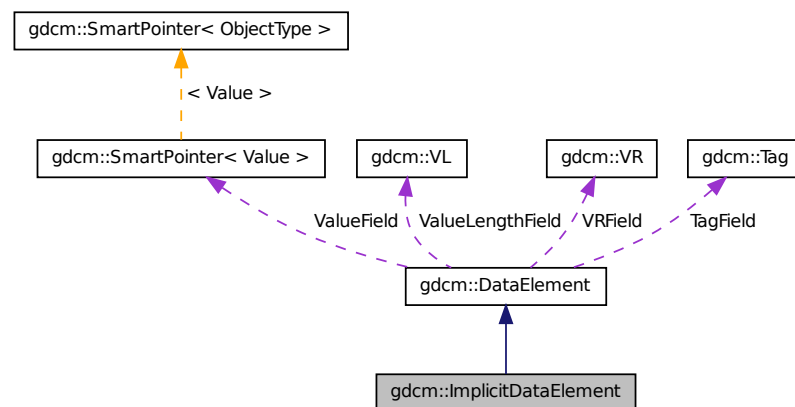 gdcm::SmartPointer< ObjectType >
< Value >
gdcm::SmartPointer< Value >
gdcm::VL
gdcm::VR
gdcm::Tag
ValueField
ValueLengthField
VRField
TagField
gdcm::DataElement
gdcm::ImplicitDataElement